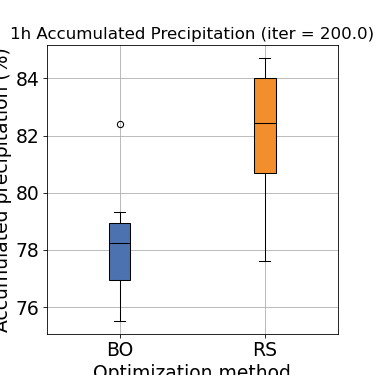 1h Accumulated Precipitation (iter = 200.0)
Accumulated precipitation (%)
84
82
80
78
76
BO RS
Optimization method